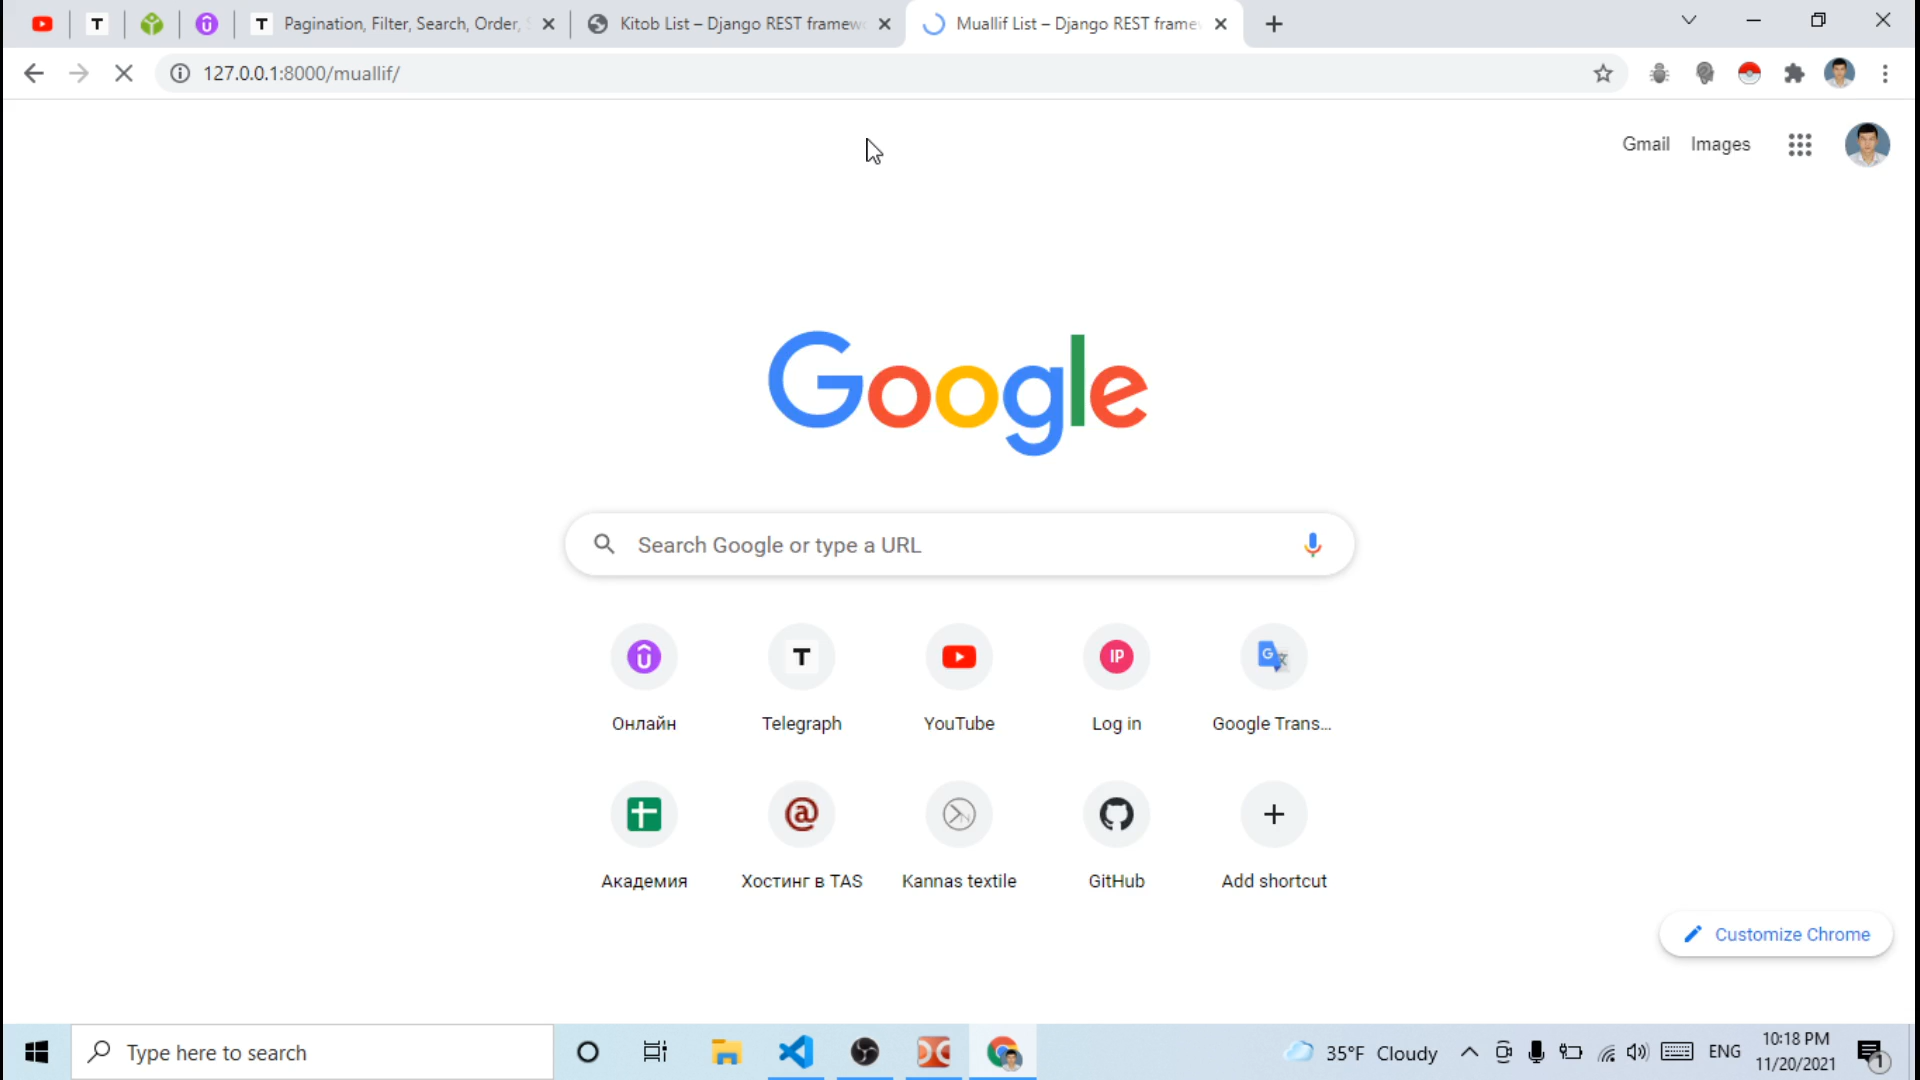 Pagination, Filter, Search, Order,
Kitob List – Django REST framew
Muallif List – Django REST frame
127.0.0.1:8000/muallif/
Gmail
Images
Google
Search Google or type a URL
Онлайн
Telegraph
YouTube
Log in
Google Trans...
Академия
Хостинг в TAS
Kannas textile
GitHub
Add shortcut
Customize Chrome
Type here to search
35°F Cloudy
ENG
10:18 PM
11/20/2021
1